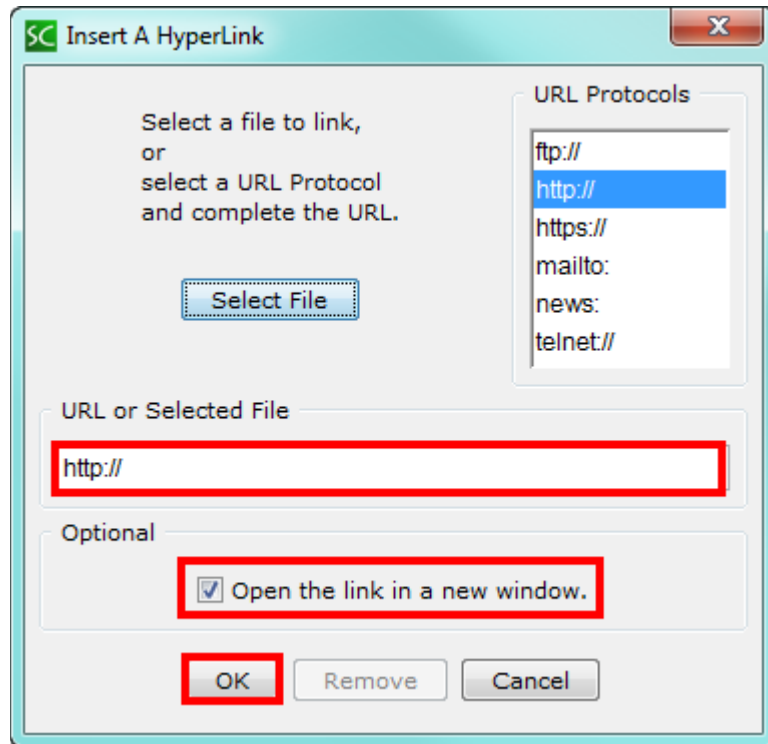 SC Insert A HyperLink
X
Select a file to link,
or
select a URL Protocol
and complete the URL.
Select File
URL Protocols
ftp://
http://
https://
mailto:
news:
telnet://
URL or Selected File
http://
Optional
Open the link in a new window.
OK Remove Cancel